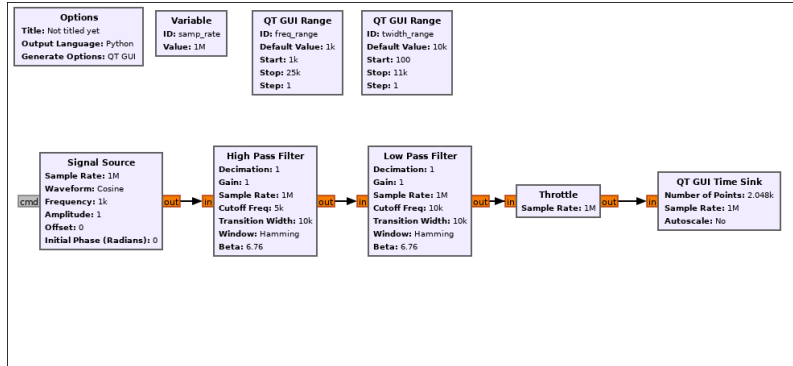 Options
Title: Not titled yet
Output Language: Python
Generate Options: QT GUI
Variable
ID: samp_rate
Value: 1M
QT GUI Range
ID: freq_range
Default Value: 1k
Start: 1k
Stop: 25k
Step: 1
QT GUI Range
ID: twidth_range
Default Value: 10k
Start: 100
Stop: 11k
Step: 1
cmd
Signal Source
Sample Rate: 1M
Waveform: Cosine
Frequency: 1k
Amplitude: 1
Offset: 0
Initial Phase (Radians): 0
out
in
High Pass Filter
Decimation: 1
Gain: 1
Sample Rate: 1M
Cutoff Freq: 5k
Transition Width: 10k
Window: Hamming
Beta: 6.76
out
in
Low Pass Filter
Decimation: 1
Gain: 1
Sample Rate: 1M
Cutoff Freq: 10k
Transition Width: 10k
Window: Hamming
Beta: 6.76
out
in
Throttle
Sample Rate: 1M
out
in
QT GUI Time Sink
Number of Points: 2.048k
Sample Rate: 1M
Autoscale: No